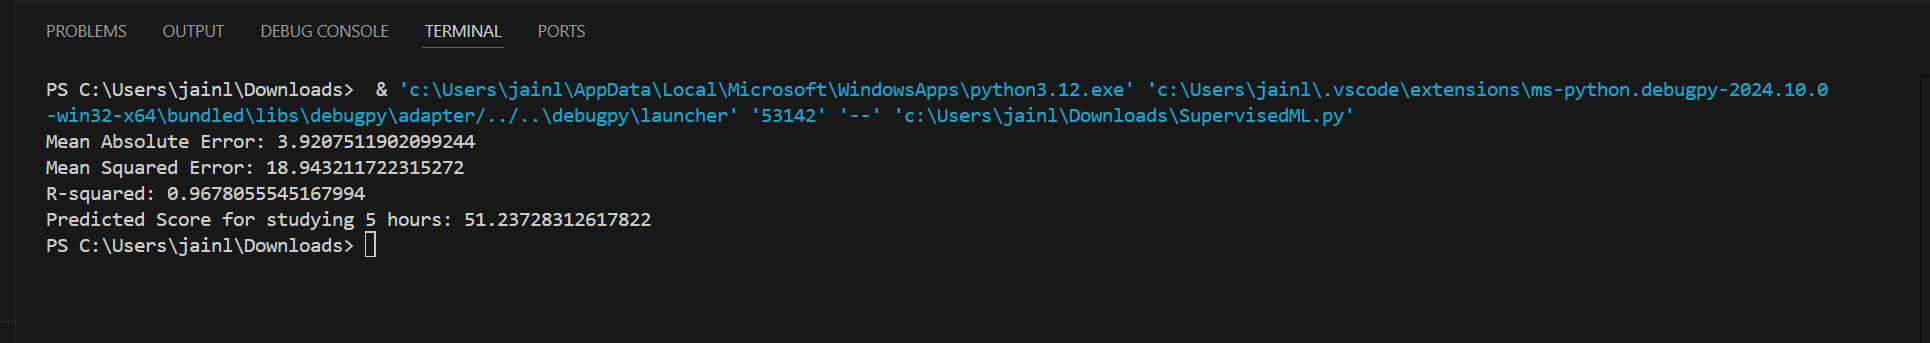 PROBLEMS OUTPUT DEBUG CONSOLE TERMINAL PORTS
PS C:\Users\jainl\Downloads>  & 'c:\Users\jainl\AppData\Local\Microsoft\WindowsApps\python3.12.exe' 'c:\Users\jainl\.vscode\extensions\ms-python.debugpy-2024.10.0
-win32-x64\bundled\libs\debugpy\adapter/../..\debugpy\launcher' '53142' '--' 'c:\Users\jainl\Downloads\SupervisedML.py'
Mean Absolute Error: 3.9207511902099244
Mean Squared Error: 18.943211722315272
R-squared: 0.9678055545167994
Predicted Score for studying 5 hours: 51.23728312617822
PS C:\Users\jainl\Downloads>